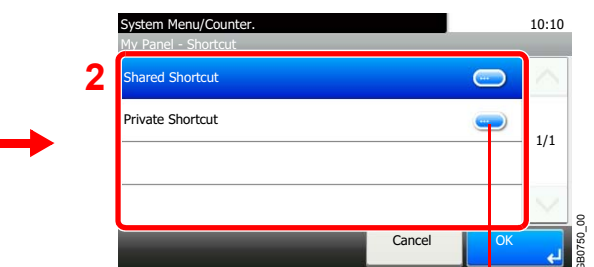 System Menu/Counter.
10:10
My Panel - Shortcut
2
Shared Shortcut
Private Shortcut
1/1
Cancel
OK
GB0750_00